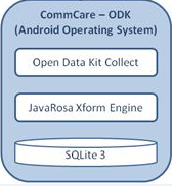 CommCare – ODK
(Android Operating System)
Open Data Kit Collect
JavaRosa Xform Engine
SQLite 3